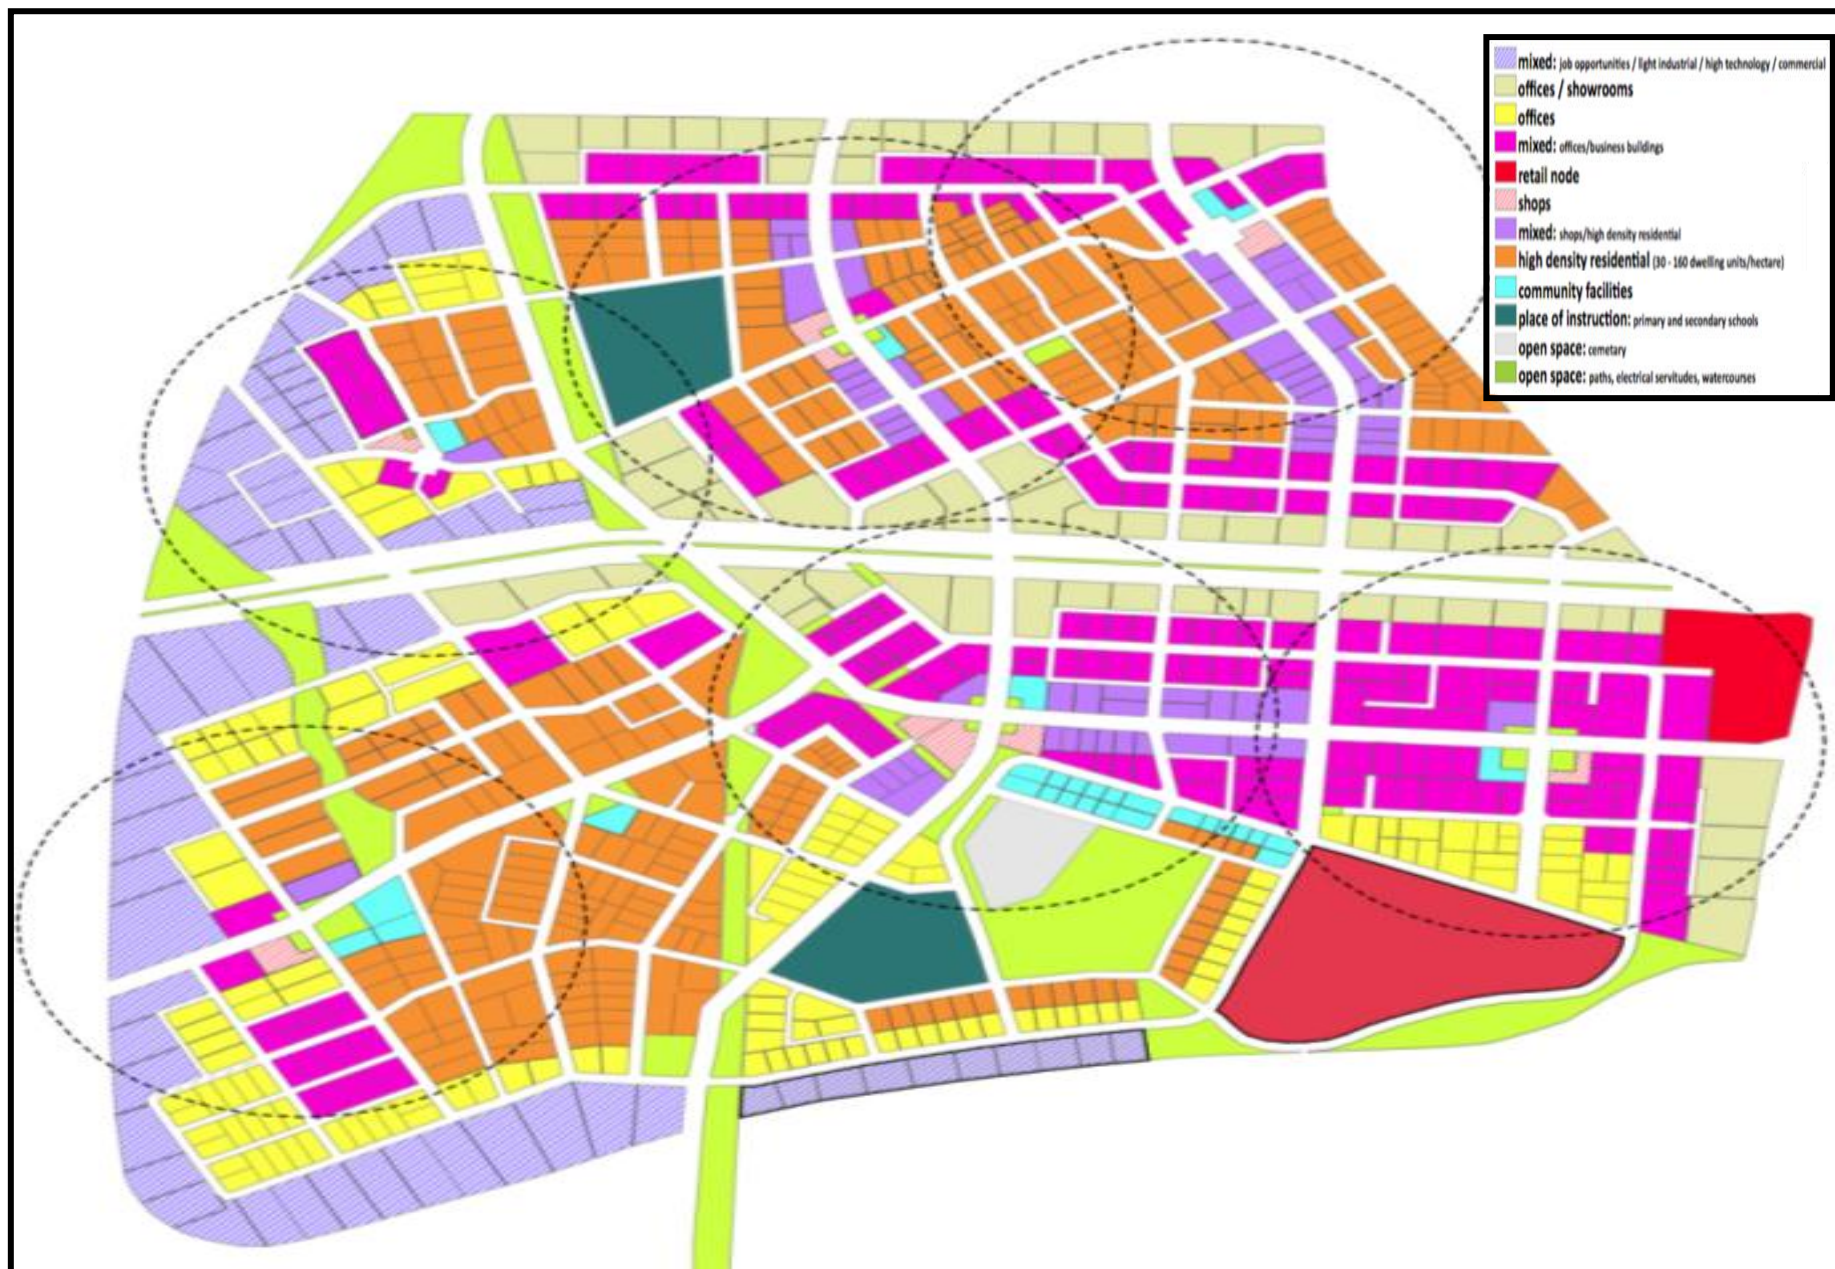 mixed: job opportunities / light industrial / high technology / commercial
offices / showrooms
offices
mixed: offices/business buildings
retail node
shops
mixed: shops/high density residential
high density residential (30 - 160 dwelling units/hectare)
community facilities
place of instruction: primary and secondary schools
open space: cemetary
open space: paths, electrical servitudes, watercourses